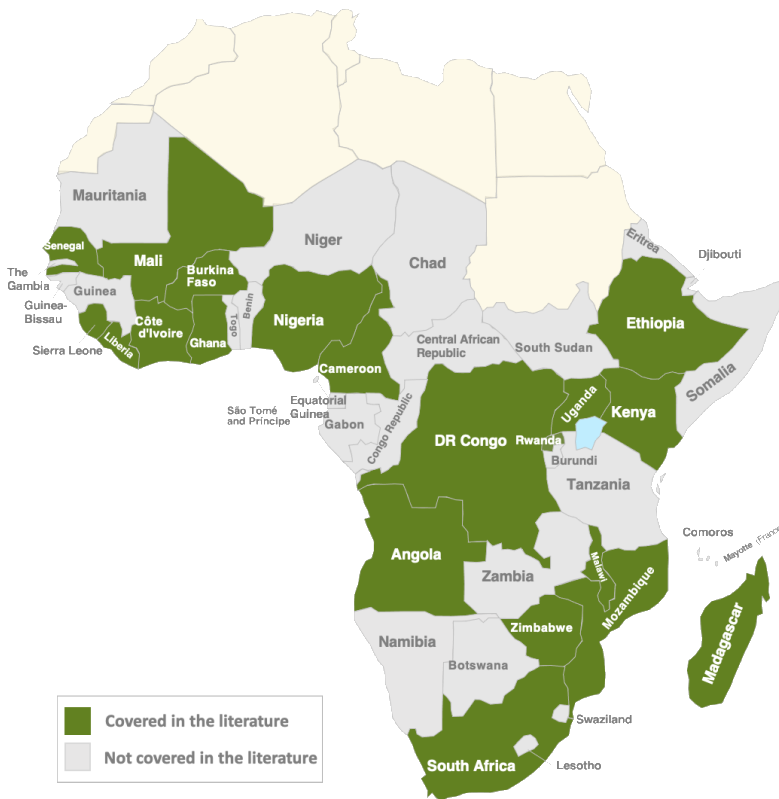 Mauritania
Niger
Chad
Eritrea
Djibouti
Senegal
Mali
Burkina
Faso
The
Gambia
Guinea
Guinea-
Bissau
Sierra Leone
Liberia
Côte
d'Ivoire
Ghana
Togo
Benin
Nigeria
Cameroon
Central African
Republic
South Sudan
Ethiopia
Somalia
Equatorial
Guinea
São Tomé
and Príncipe
Gabon
Congo Republic
DR Congo
Uganda
Kenya
Rwanda
Burundi
Tanzania
Comoros
Mayotte (France
Angola
Zambia
Malawi
Mozambique
Madagascar
Zimbabwe
Namibia
Botswana
Swaziland
South Africa
Lesotho
Covered in the literature
Not covered in the literature